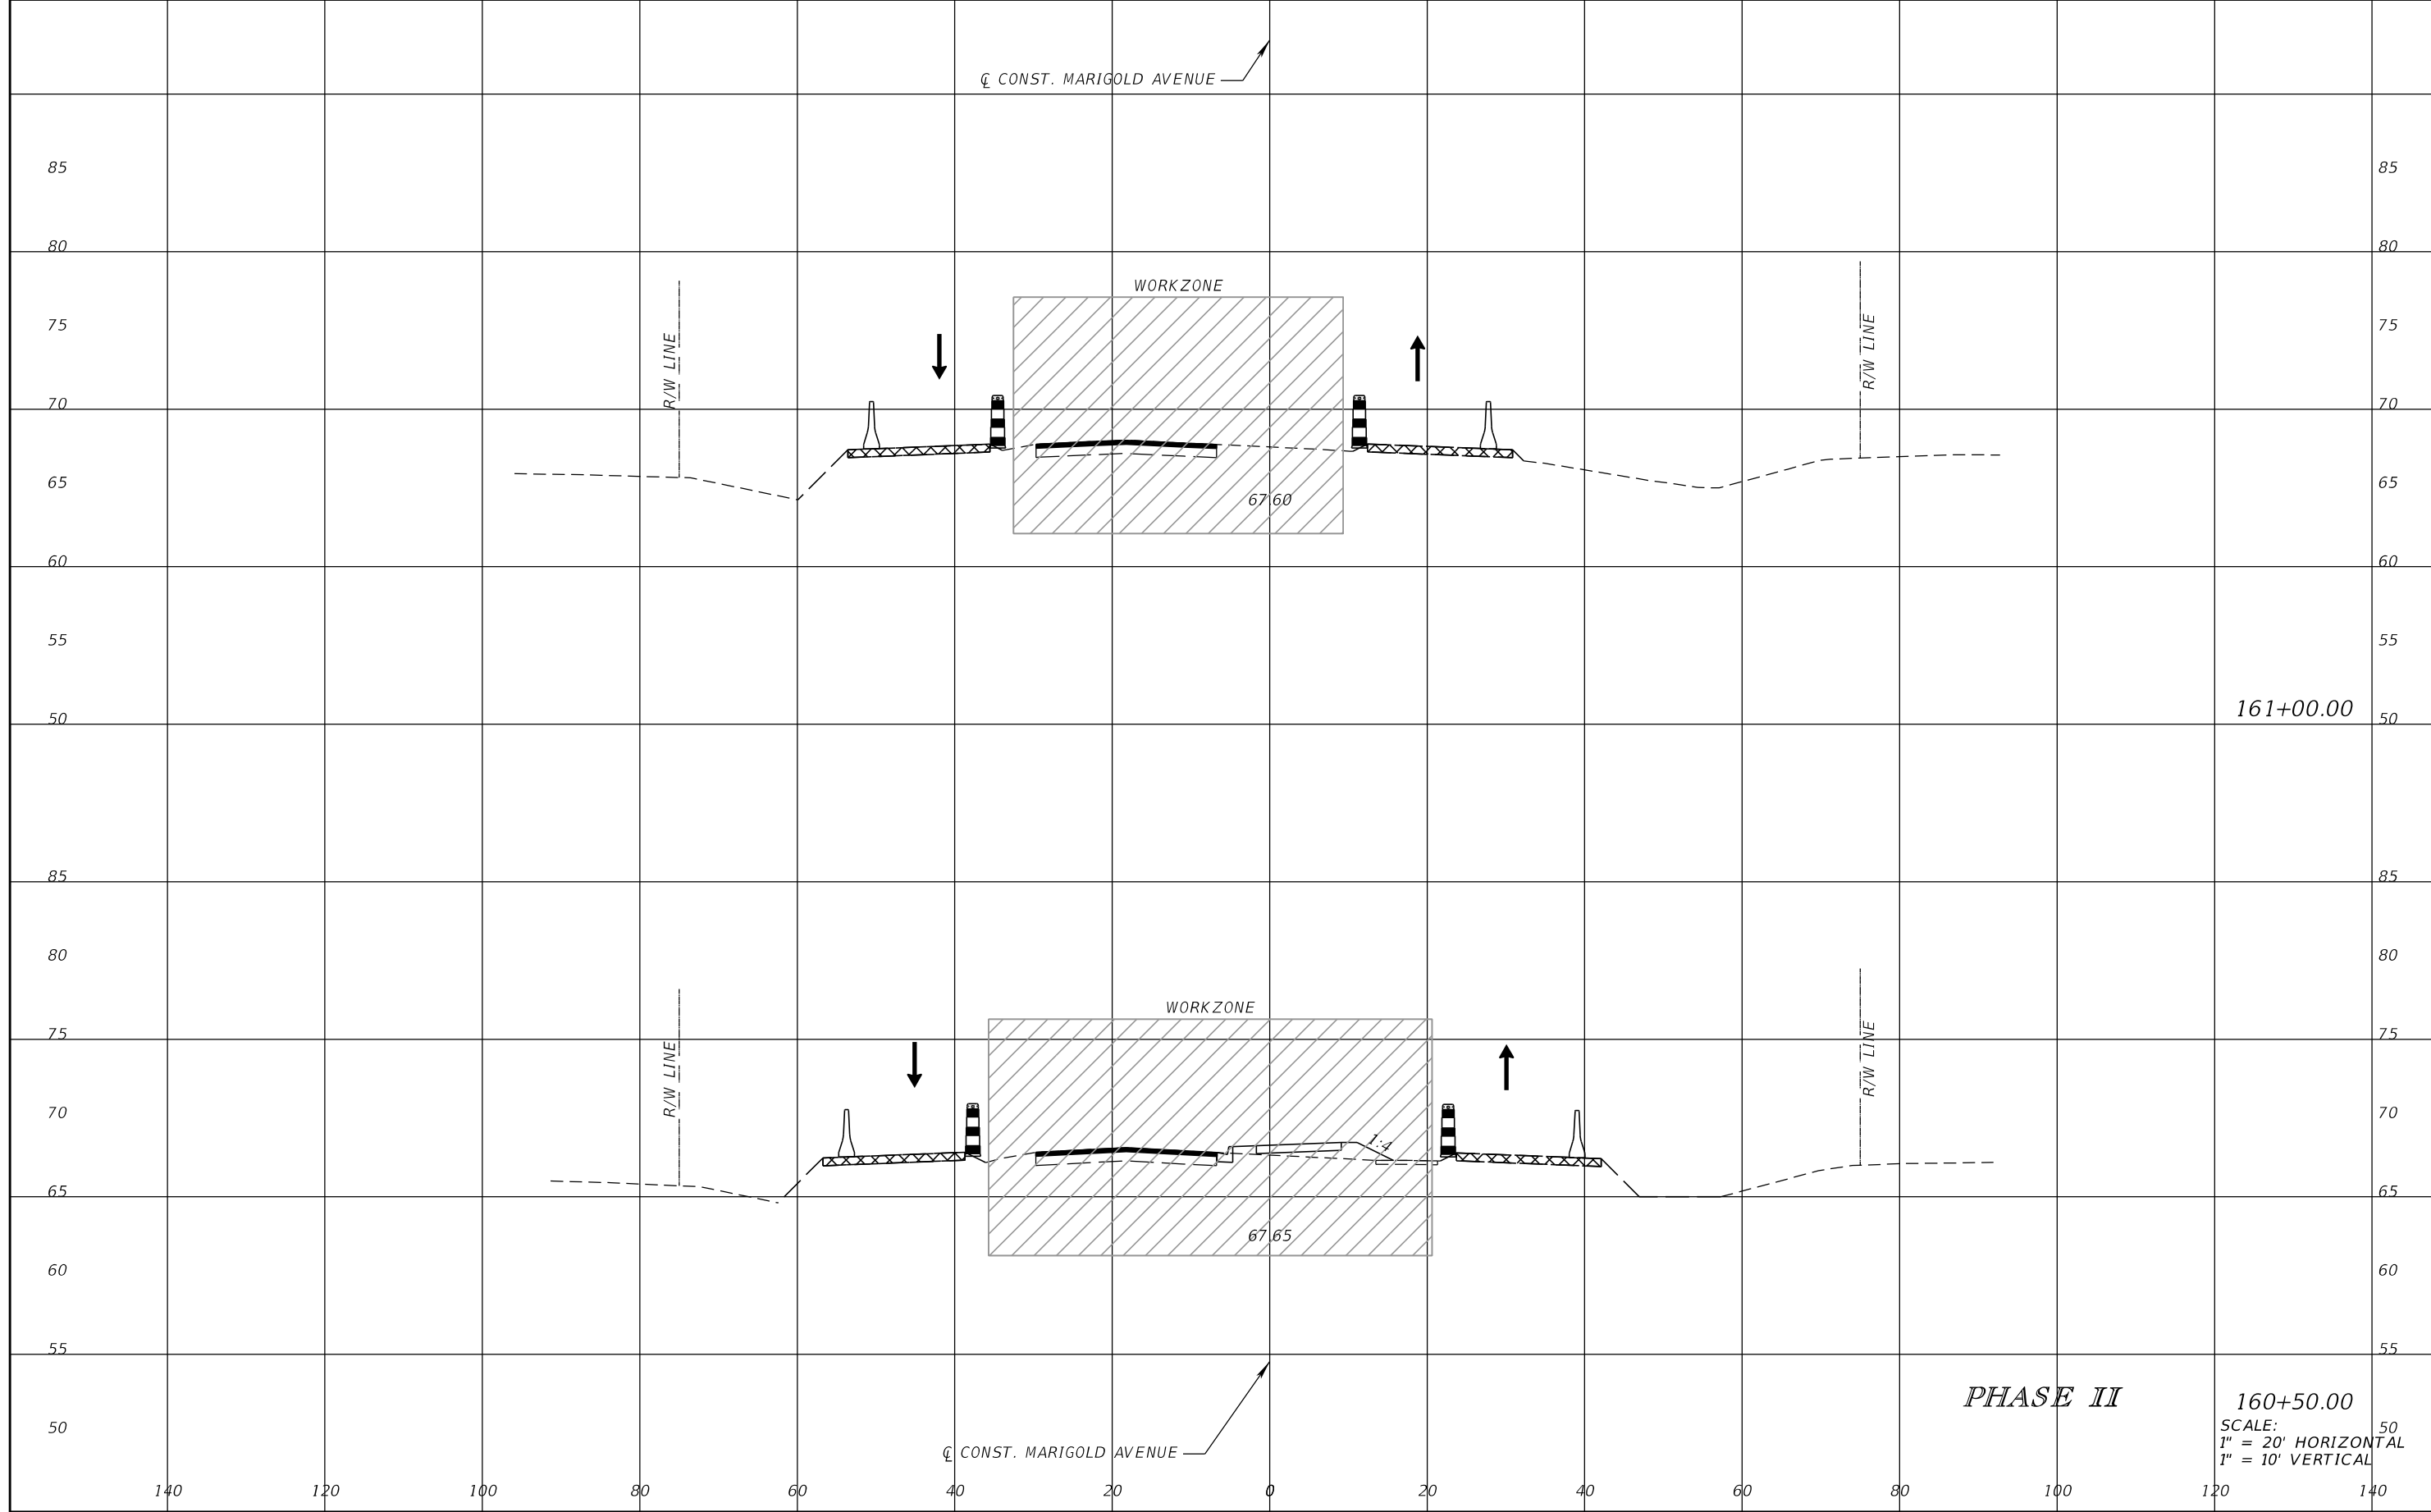 ℄ CONST. MARIGOLD AVENUE
85 85
80 80
WORKZONE
75 75
R/W LINE R/W LINE
70 70
65 65
67.60
60 60
55 55
161+00.00
50 50
85 85
80 80
WORKZONE
75 75
R/W LINE R/W LINE
70 70
1:4
65 65
67.65
60 60
55 55
PHASE II
160+50.00
50 50
SCALE:
1" = 20' HORIZONTAL
℄ CONST. MARIGOLD AVENUE
1" = 10' VERTICAL
140 120 100 80 60 40 20 0 20 40 60 80 100 120 140